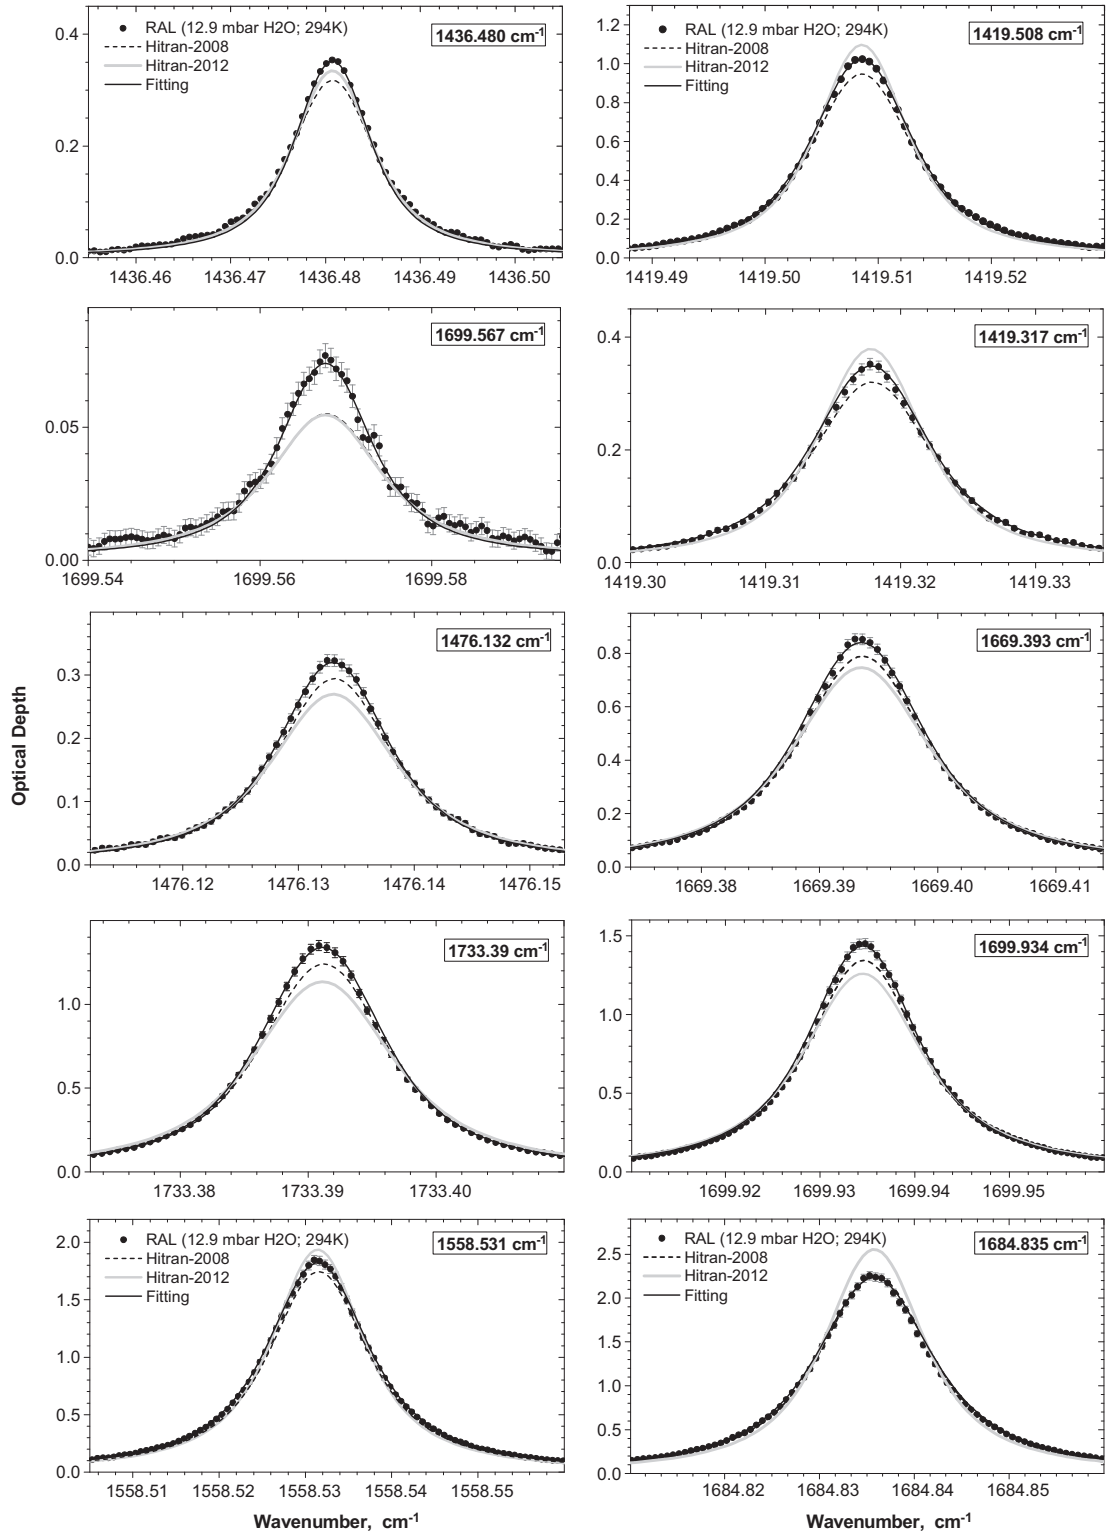 RAL (12.9 mbar H2O; 294K)
Hitran-2008
Hitran-2012
Fitting
1436.480 cm⁻¹
0.4
0.2
0.0
1436.46
1436.47
1436.48
1436.49
1436.50
RAL (12.9 mbar H2O; 294K)
Hitran-2008
Hitran-2012
Fitting
1419.508 cm⁻¹
1.2
1.0
0.8
0.6
0.4
0.2
0.0
1419.49
1419.50
1419.51
1419.52
1699.567 cm⁻¹
0.05
0.00
1699.54
1699.56
1699.58
1419.317 cm⁻¹
0.4
0.2
0.0
1419.30
1419.31
1419.32
1419.33
Optical Depth
1476.132 cm⁻¹
0.3
0.2
0.1
0.0
1476.12
1476.13
1476.14
1476.15
1669.393 cm⁻¹
0.8
0.6
0.4
0.2
0.0
1669.38
1669.39
1669.40
1669.41
1733.39 cm⁻¹
1.0
0.5
0.0
1733.38
1733.39
1733.40
1699.934 cm⁻¹
1.5
1.0
0.5
0.0
1699.92
1699.93
1699.94
1699.95
RAL (12.9 mbar H2O; 294K)
Hitran-2008
Hitran-2012
Fitting
1558.531 cm⁻¹
2.0
1.5
1.0
0.5
0.0
1558.51
1558.52
1558.53
1558.54
1558.55
Wavenumber, cm⁻¹
RAL (12.9 mbar H2O; 294K)
Hitran-2008
Hitran-2012
Fitting
1684.835 cm⁻¹
2.5
2.0
1.5
1.0
0.5
0.0
1684.82
1684.83
1684.84
1684.85
Wavenumber, cm⁻¹